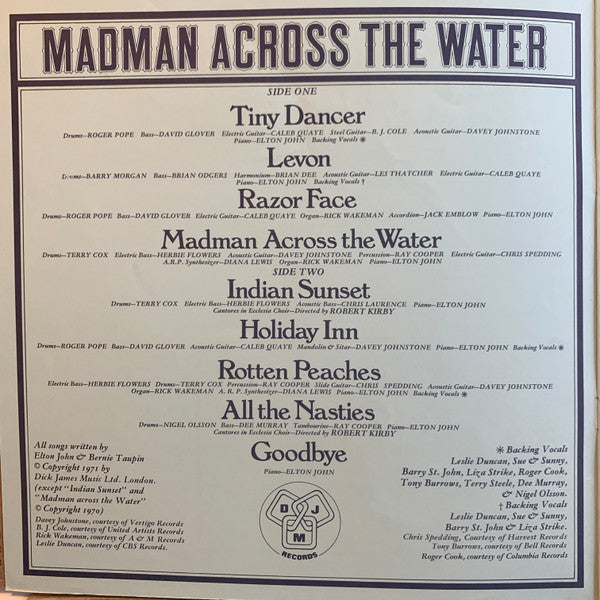 MADMAN ACROSS THE WATER
SIDE ONE
Tiny Dancer
Drums—ROGER POPE Bass—DAVID GLOVER Electric Guitar—CALEB QUAYE Steel Guitar—B. J. COLE Acoustic Guitar—DAVEY JOHNSTONE
Piano—ELTON JOHN Backing Vocals ※
Levon
Drums—BARRY MORGAN Bass—BRIAN ODGERS Harmonium—BRIAN DEE Acoustic Guitar—LES THATCHER Electric Guitar—CALEB QUAYE
Piano—ELTON JOHN Backing Vocals †
Razor Face
Drums—ROGER POPE Bass—DAVID GLOVER Electric Guitar—CALEB QUAYE Organ—RICK WAKEMAN Accordion—JACK EMBLOW Piano—ELTON JOHN
Madman Across the Water
Drums—TERRY COX Electric Bass—HERBIE FLOWERS Acoustic Guitar—DAVEY JOHNSTONE Percussion—RAY COOPER Electric Guitar—CHRIS SPEDDING
A.R.P. Synthesizer—DIANA LEWIS Organ—RICK WAKEMAN Piano—ELTON JOHN
SIDE TWO
Indian Sunset
Drums—TERRY COX Electric Bass—HERBIE FLOWERS Acoustic Bass—CHRIS LAURENCE Piano—ELTON JOHN
Cantores in Ecclesia Choir—Directed by ROBERT KIRBY
Holiday Inn
Drums—ROGER POPE Bass—DAVID GLOVER Acoustic Guitar—CALEB QUAYE Mandolin & Sitar—DAVEY JOHNSTONE Piano—ELTON JOHN Backing Vocals ※
Rotten Peaches
Electric Bass—HERBIE FLOWERS Drums—TERRY COX Percussion—RAY COOPER Slide Guitar—CHRIS SPEDDING Acoustic Guitar—DAVEY JOHNSTONE
Organ—RICK WAKEMAN A. R. P. Synthesizer—DIANA LEWIS Piano—ELTON JOHN Backing Vocals ※
All the Nasties
Drums—NIGEL OLSSON Bass—DEE MURRAY Tambourine—RAY COOPER Piano—ELTON JOHN
Cantores in Ecclesia Choir—Directed by ROBERT KIRBY
Goodbye
Piano—ELTON JOHN
All songs written by
Elton John & Bernie Taupin
© Copyright 1971 by
Dick James Music Ltd. London.
(except "Indian Sunset" and
"Madman across the Water"
© Copyright 1970)
Davey Johnstone, courtesy of Vertigo Records
B. J. Cole, courtesy of United Artists Records
Rick Wakeman, courtesy of A & M Records
Leslie Duncan, courtesy of CBS Records.
D J M
RECORDS
※ Backing Vocals
Leslie Duncan, Sue & Sunny,
Barry St. John, Liza Strike, Roger Cook,
Tony Burrows, Terry Steele, Dee Murray,
& Nigel Olsson.
† Backing Vocals
Leslie Duncan, Sue & Sunny,
Barry St. John & Liza Strike.
Chris Spedding, Courtesy of Harvest Records
Tony Burrows, courtesy of Bell Records
Roger Cook, courtesy of Columbia Records